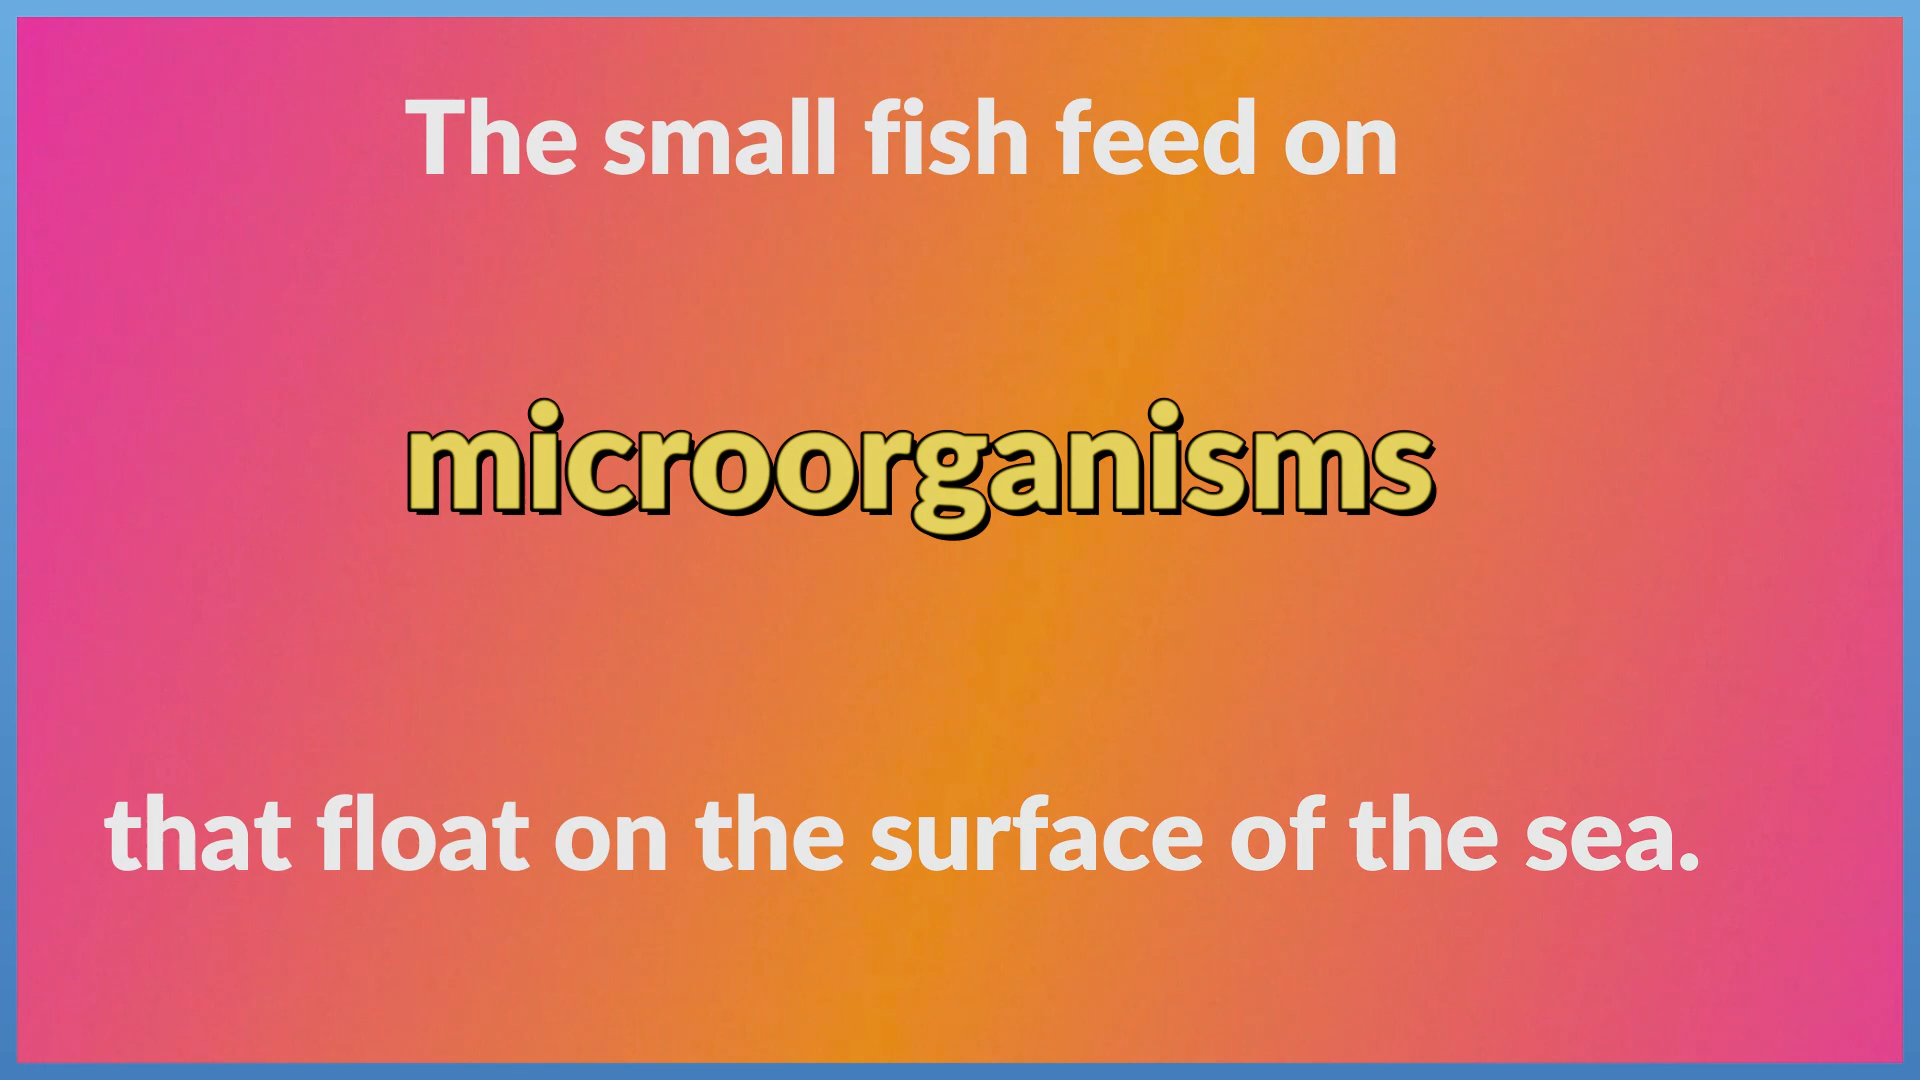 The small fish feed on
microorganisms
that float on the surface of the sea.